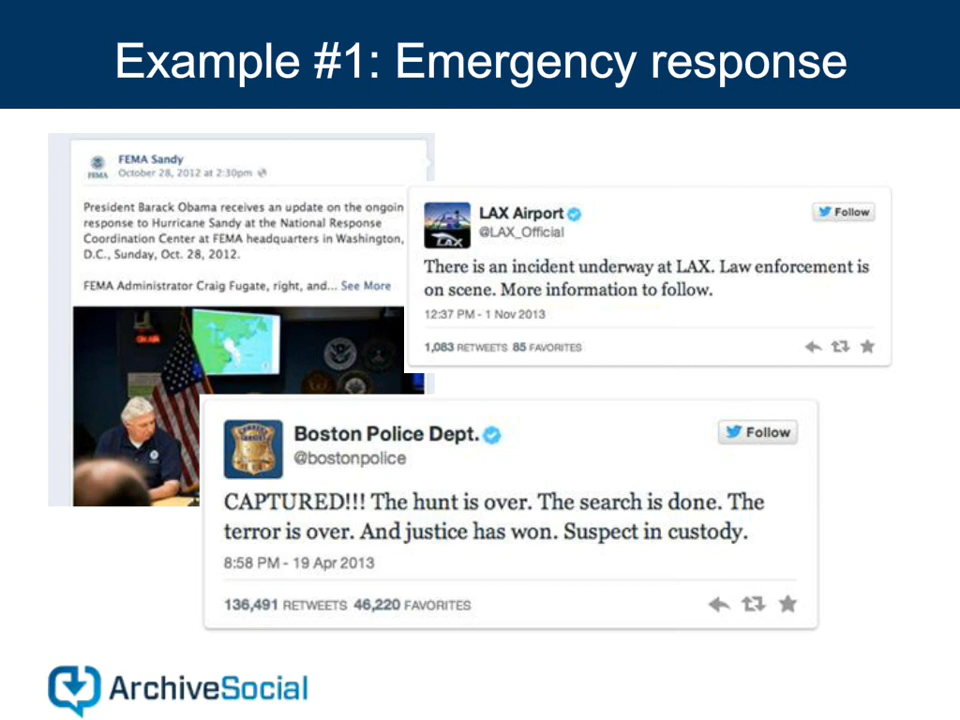 Example #1: Emergency response
FEMA Sandy
October 28, 2012 at 2:30pm
FEMA
President Barack Obama receives an update on the ongoin
response to Hurricane Sandy at the National Response
Coordination Center at FEMA headquarters in Washington,
D.C., Sunday, Oct. 28, 2012.
FEMA Administrator Craig Fugate, right, and... See More
LAX Airport
@LAX_Official
Follow
LAX
There is an incident underway at LAX. Law enforcement is
on scene. More information to follow.
12:37 PM - 1 Nov 2013
1,083 RETWEETS 85 FAVORITES
Boston Police Dept.
@bostonpolice
Follow
CAPTURED!!! The hunt is over. The search is done. The
terror is over. And justice has won. Suspect in custody.
8:58 PM - 19 Apr 2013
136,491 RETWEETS 46,220 FAVORITES
ArchiveSocial